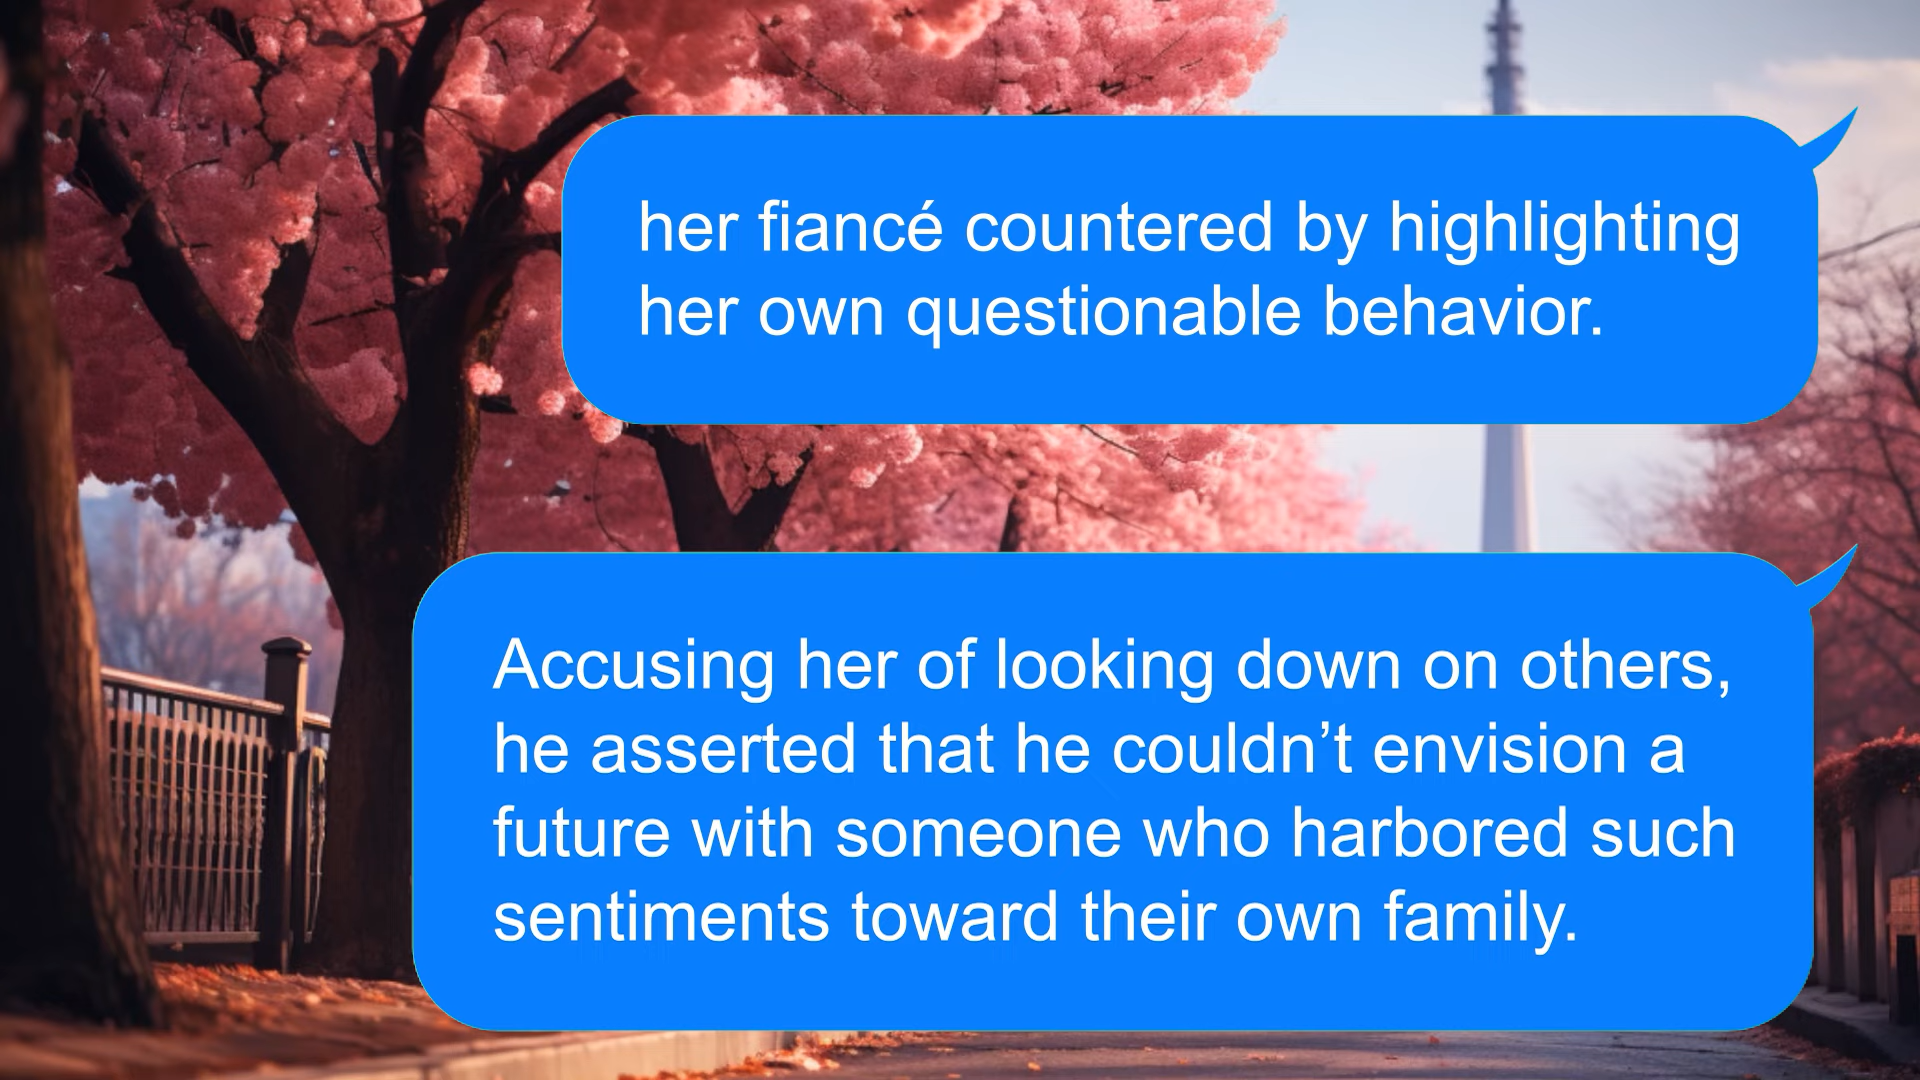 her fiancé countered by highlighting
her own questionable behavior.
Accusing her of looking down on others,
he asserted that he couldn’t envision a
future with someone who harbored such
sentiments toward their own family.